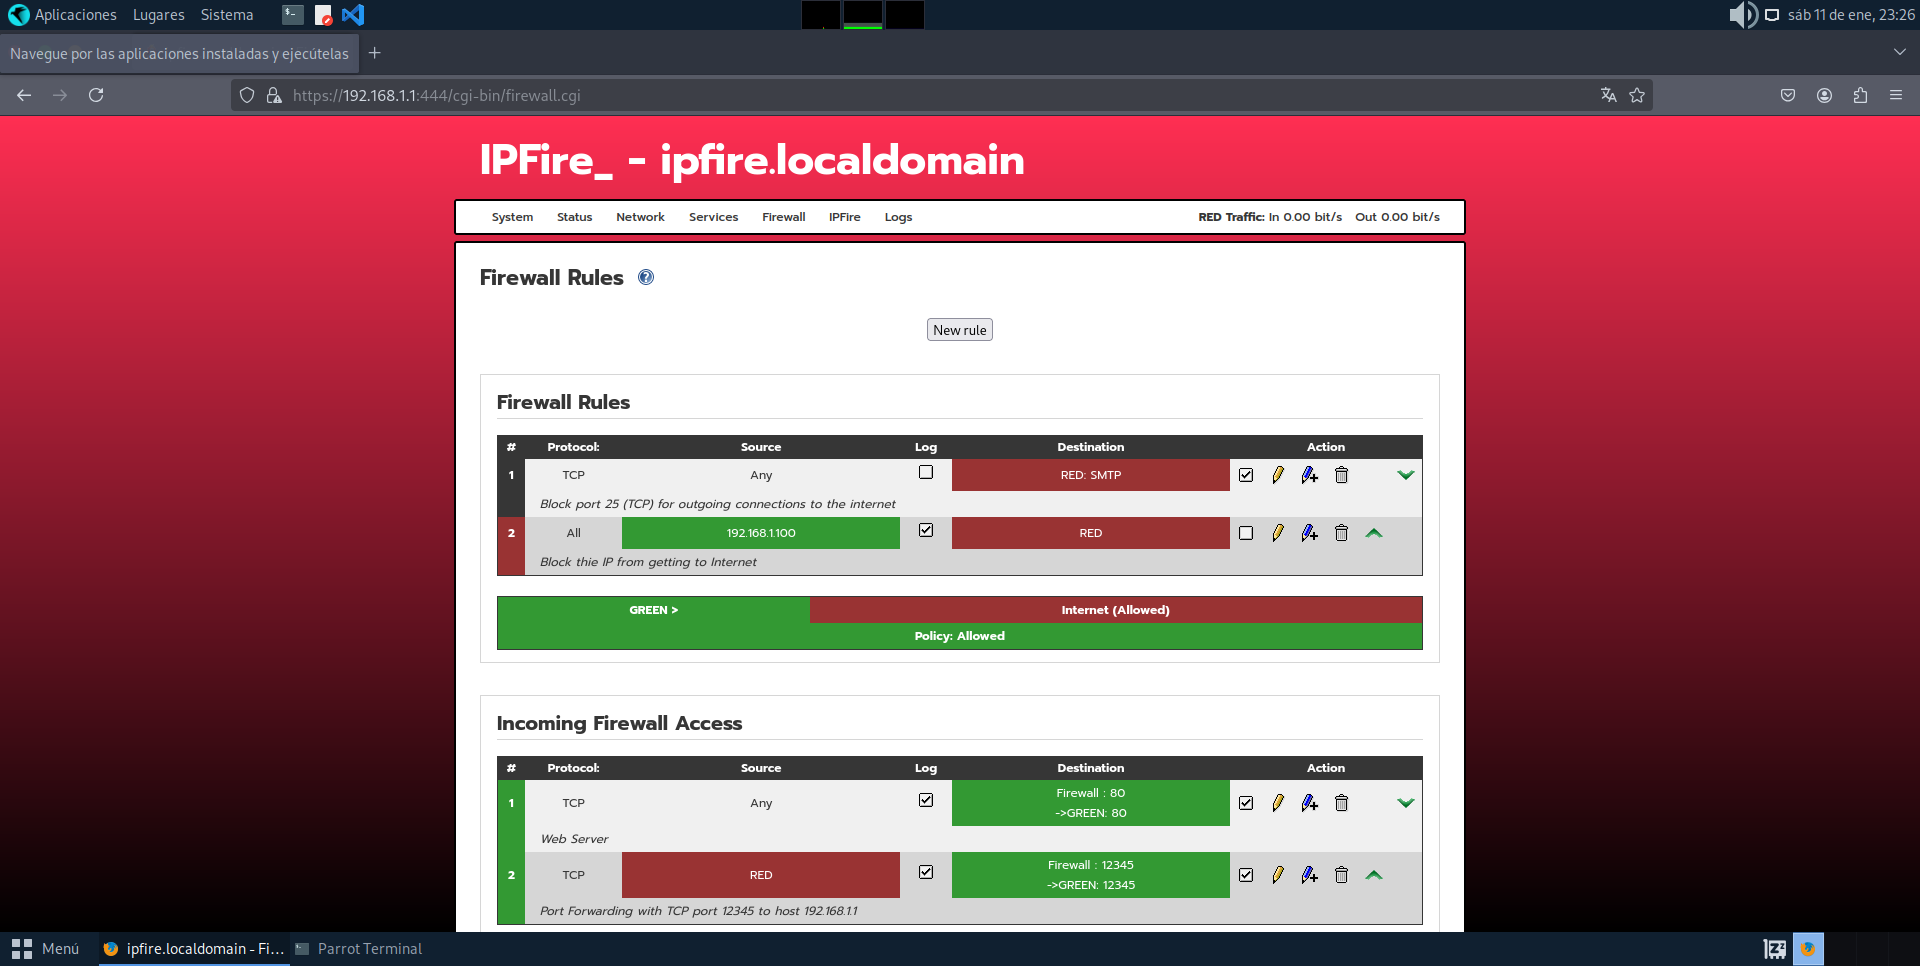 Aplicaciones Lugares Sistema
sáb 11 de ene, 23:26
Navegue por las aplicaciones instaladas y ejecútelas
https://192.168.1.1:444/cgi-bin/firewall.cgi
IPFire_ - ipfire.localdomain
System Status Network Services Firewall IPFire Logs RED Traffic: In 0.00 bit/s Out 0.00 bit/s
Firewall Rules
New rule
Firewall Rules
# Protocol: Source Log Destination Action
1 TCP Any RED: SMTP
Block port 25 (TCP) for outgoing connections to the internet
2 All 192.168.1.100 RED
Block thie IP from getting to Internet
GREEN > Internet (Allowed)
Policy: Allowed
Incoming Firewall Access
# Protocol: Source Log Destination Action
1 TCP Any Firewall : 80
->GREEN: 80
Web Server
2 TCP RED Firewall : 12345
->GREEN: 12345
Port Forwarding with TCP port 12345 to host 192.168.1.1
Menú ipfire.localdomain - Fi... Parrot Terminal